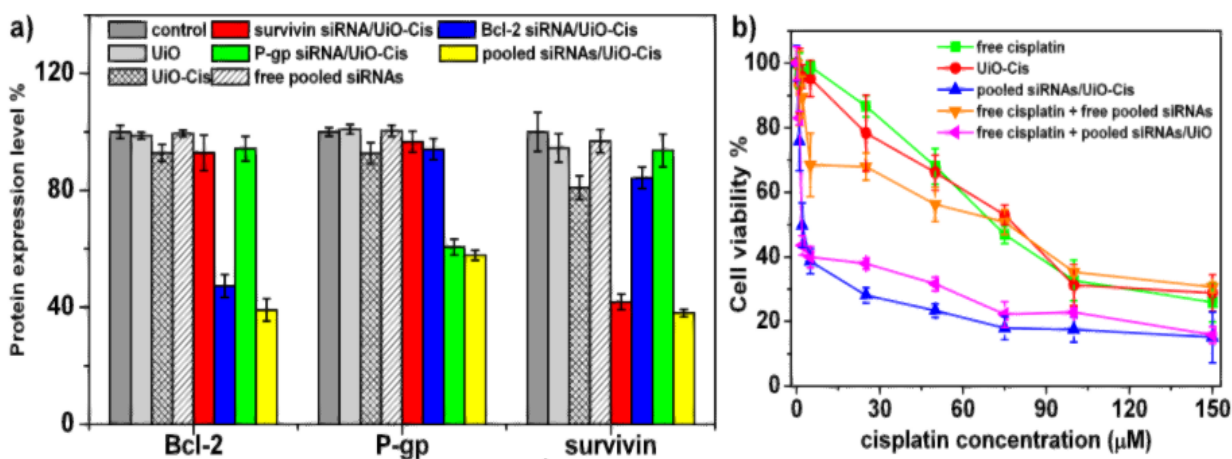 a)
control
survivin siRNA/UiO-Cis
Bcl-2 siRNA/UiO-Cis
UiO
P-gp siRNA/UiO-Cis
pooled siRNAs/UiO-Cis
UiO-Cis
free pooled siRNAs
Protein expression level %
120
80
40
0
Bcl-2
P-gp
survivin
b)
free cisplatin
UiO-Cis
pooled siRNAs/UiO-Cis
free cisplatin + free pooled siRNAs
free cisplatin + pooled siRNAs/UiO
Cell viability %
100
80
60
40
20
0
0
30
60
90
120
150
cisplatin concentration (μM)